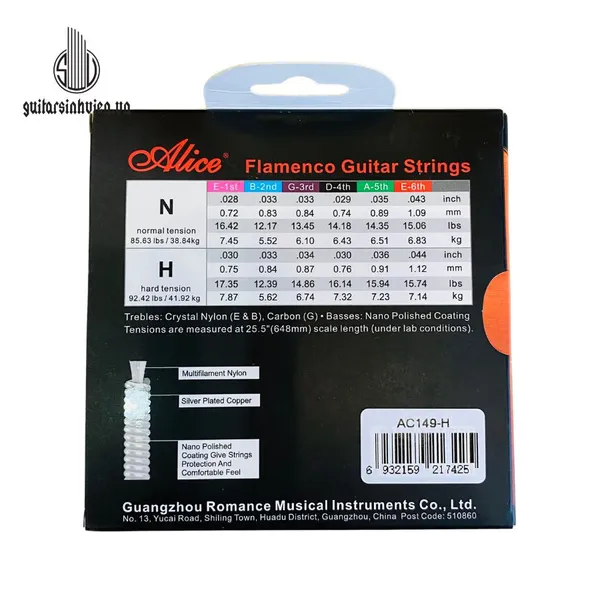 SV
guitarsinhvien.vn
Alice® Flamenco Guitar Strings
E-1st B-2nd G-3rd D-4th A-5th E-6th
N .028 .033 .033 .029 .035 .043 inch
0.72 0.83 0.84 0.74 0.89 1.09 mm
normal tension 16.42 12.17 13.45 14.18 14.35 15.06 lbs
85.63 lbs / 38.84kg 7.45 5.52 6.10 6.43 6.51 6.83 kg
H .030 .033 .034 .030 .036 .044 inch
0.75 0.84 0.87 0.76 0.91 1.12 mm
hard tension 17.35 12.39 14.86 16.14 15.94 15.74 lbs
92.42 lbs / 41.92 kg 7.87 5.62 6.74 7.32 7.23 7.14 kg
Trebles: Crystal Nylon (E & B), Carbon (G) • Basses: Nano Polished Coating
Tensions are measured at 25.5"(648mm) scale length (under lab conditions).
Multifilament Nylon
Silver Plated Copper
Nano Polished
Coating Give Strings
Protection And
Comfortable Feel
AC149-H
6 932159 217425
Guangzhou Romance Musical Instruments Co., Ltd.
No. 13, Yucai Road, Shiling Town, Huadu District, Guangzhou, China Post Code: 510860